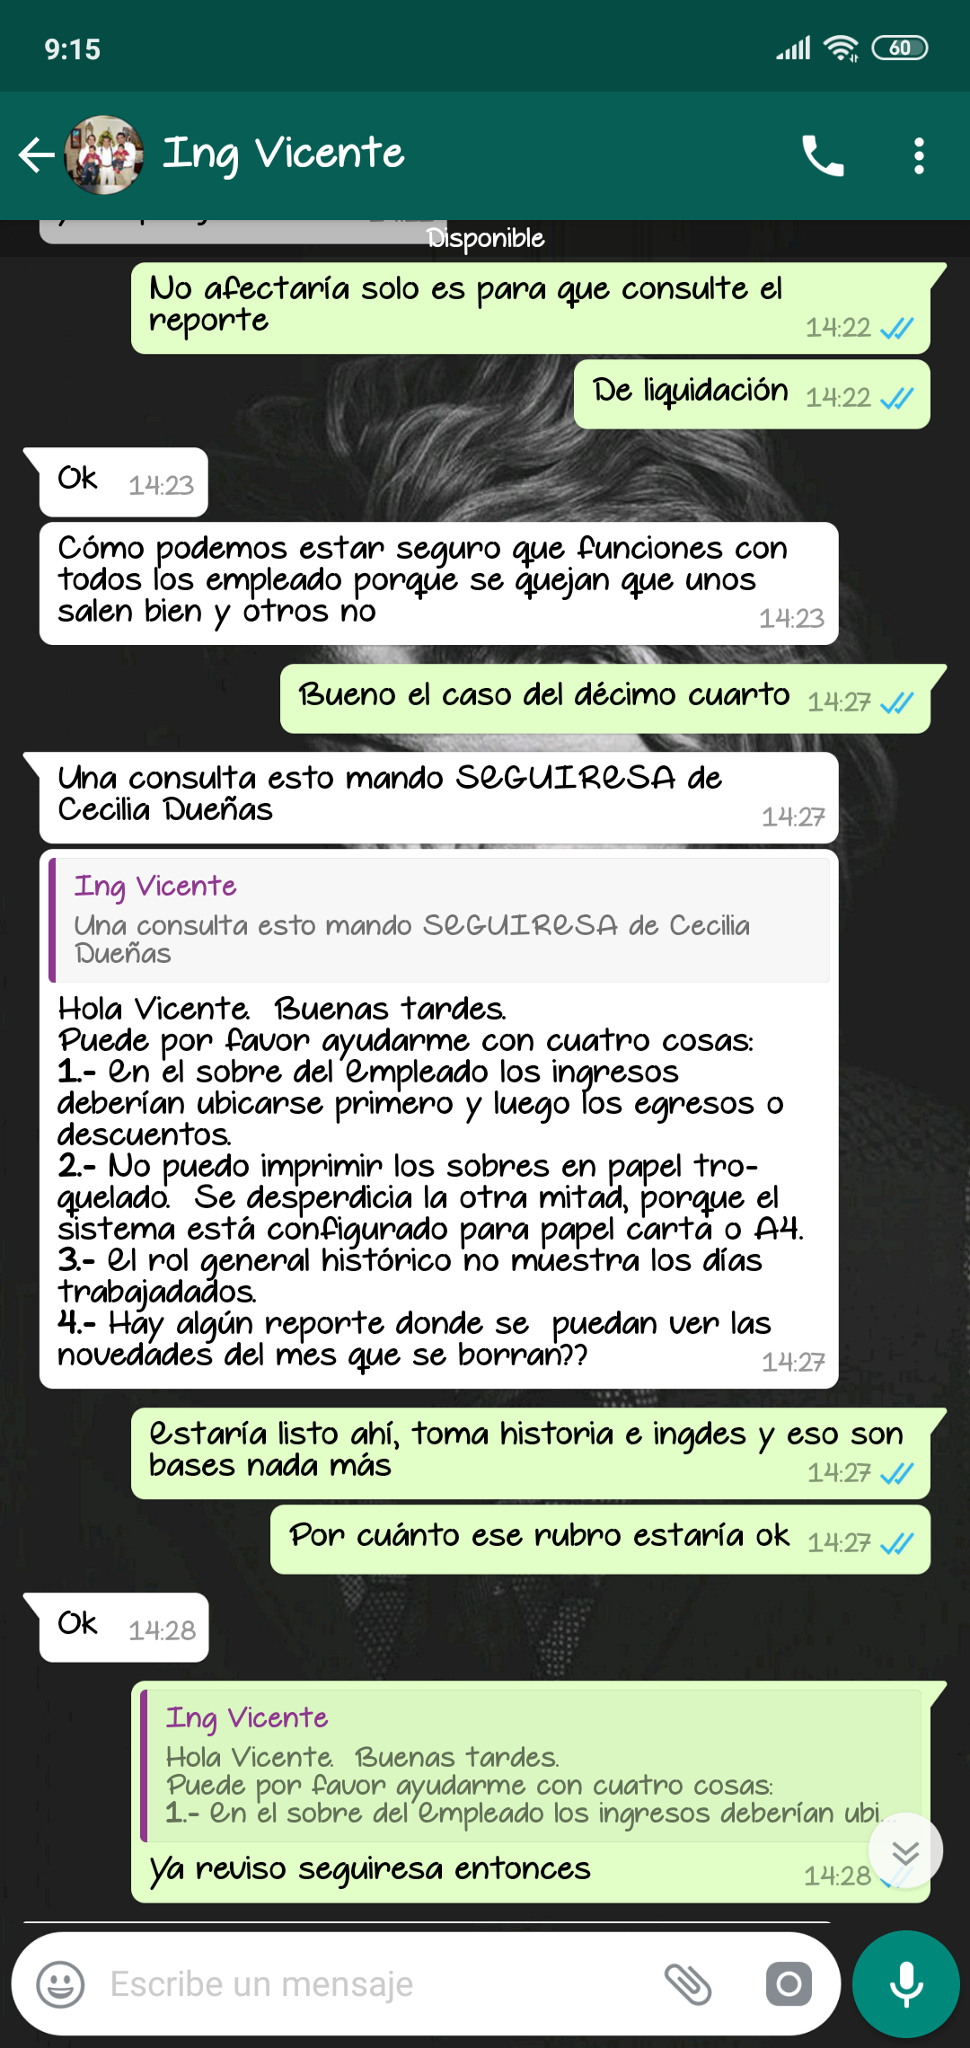 9:15
60
Ing Vicente
Disponible
No afectaría solo es para que consulte el
reporte
14:22
De liquidación 14:22
Ok 14:23
Cómo podemos estar seguro que funciones con
todos los empleado porque se quejan que unos
salen bien y otros no
14:23
Bueno el caso del décimo cuarto 14:27
Una consulta esto mando SEGUIRESA de
Cecilia Dueñas
14:27
Ing Vicente
Una consulta esto mando SEGUIRESA de Cecilia
Dueñas
Hola Vicente. Buenas tardes.
Puede por favor ayudarme con cuatro cosas:
1.- En el sobre del Empleado los ingresos
deberían ubicarse primero y luego los egresos o
descuentos.
2.- No puedo imprimir los sobres en papel tro-
quelado. Se desperdicia la otra mitad, porque el
sistema está configurado para papel carta o A4.
3.- El rol general histórico no muestra los días
trabajadados.
4.- Hay algún reporte donde se puedan ver las
novedades del mes que se borran??
14:27
Estaría listo ahí, toma historia e ingdes y eso son
bases nada más
14:27
Por cuánto ese rubro estaría ok 14:27
Ok 14:28
Ing Vicente
Hola Vicente. Buenas tardes.
Puede por favor ayudarme con cuatro cosas:
1.- En el sobre del Empleado los ingresos deberían ubi...
Ya reviso seguiresa entonces 14:28
Escribe un mensaje